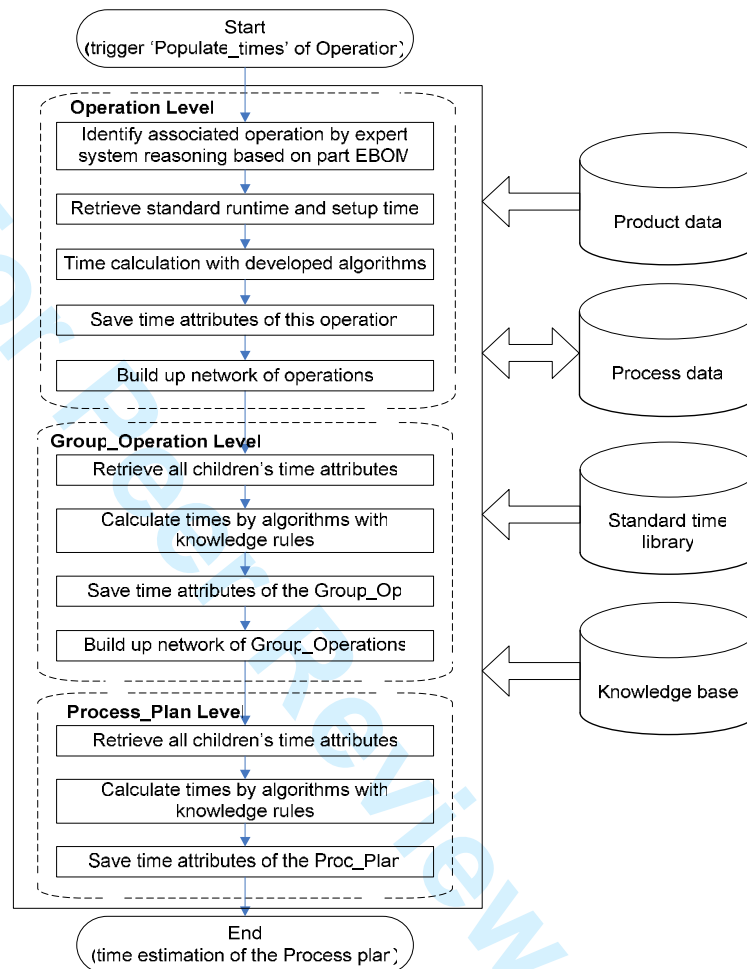 Start
(trigger 'Populate_times' of Operation)
Operation Level
Identify associated operation by expert
system reasoning based on part EBOM
Retrieve standard runtime and setup time
Time calculation with developed algorithms
Save time attributes of this operation
Build up network of operations
Group_Operation Level
Retrieve all children's time attributes
Calculate times by algorithms with
knowledge rules
Save time attributes of the Group_Op
Build up network of Group_Operations
Process_Plan Level
Retrieve all children's time attributes
Calculate times by algorithms with
knowledge rules
Save time attributes of the Proc_Plan
End
(time estimation of the Process plan)
Product data
Process data
Standard time
library
Knowledge base
For Peer Review